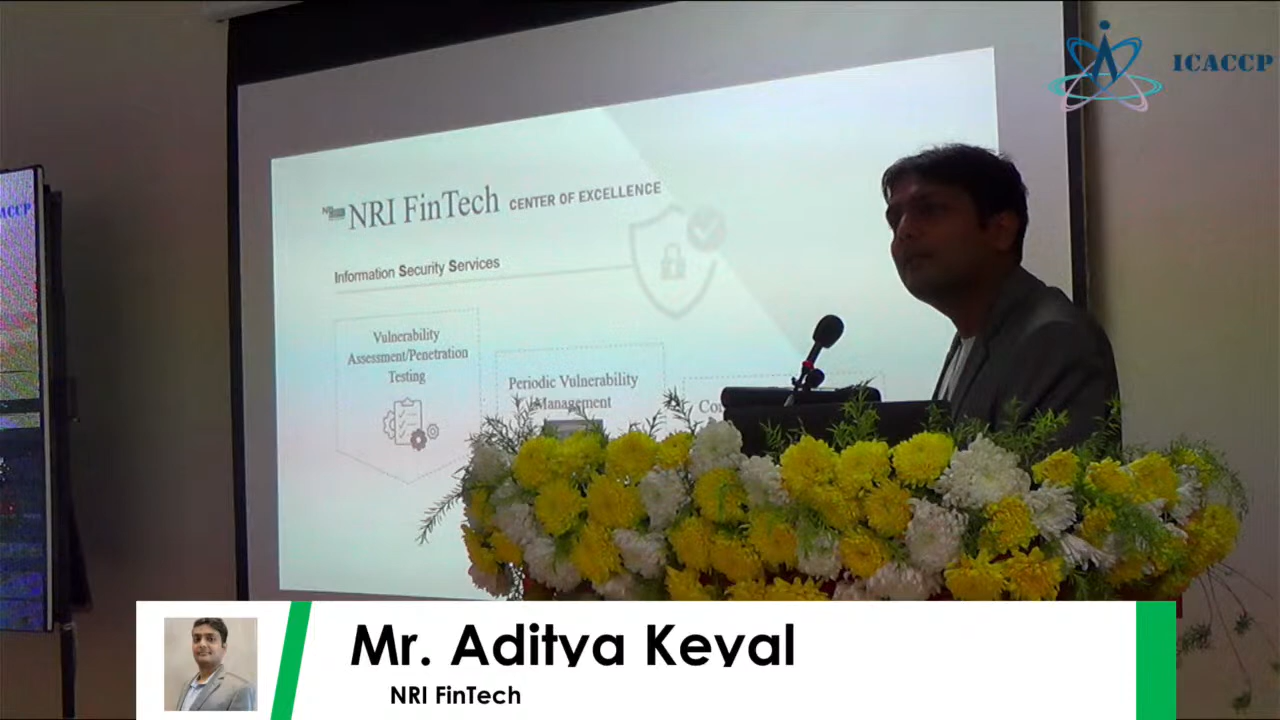 ICACCP
ACCP
NRI FinTech CENTER OF EXCELLENCE
Information Security Services
Vulnerability
Assessment/Penetration
Testing
Periodic Vulnerability
Management
Mr. Aditya Keyal
NRI FinTech